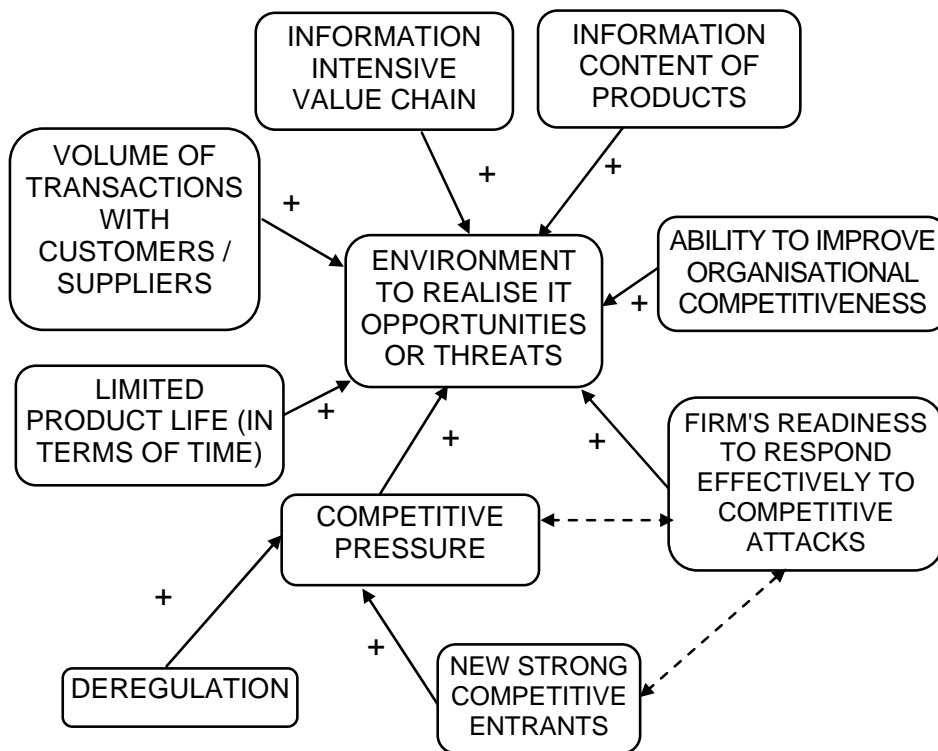 INFORMATION
INTENSIVE
VALUE CHAIN
INFORMATION
CONTENT OF
PRODUCTS
VOLUME OF
TRANSACTIONS
WITH
CUSTOMERS /
SUPPLIERS
+
+
+
ENVIRONMENT
TO REALISE IT
OPPORTUNITIES
OR THREATS
ABILITY TO IMPROVE
ORGANISATIONAL
COMPETITIVENESS
+
LIMITED
PRODUCT LIFE (IN
TERMS OF TIME)
+
+
+
FIRM'S READINESS
TO RESPOND
EFFECTIVELY TO
COMPETITIVE
ATTACKS
COMPETITIVE
PRESSURE
+
+
DEREGULATION
NEW STRONG
COMPETITIVE
ENTRANTS